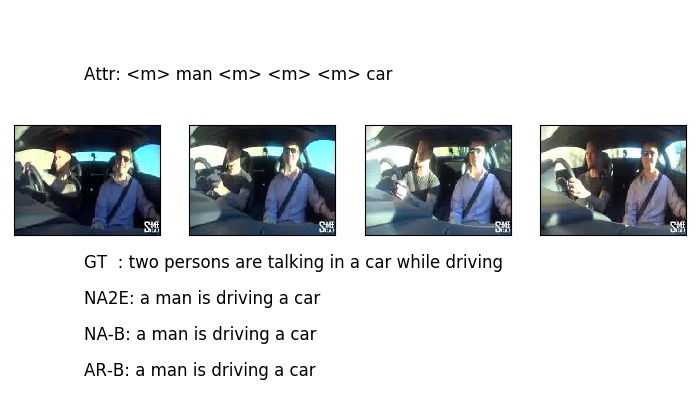 Attr: <m> man <m> <m> <m> car
GT  : two persons are talking in a car while driving
NA2E: a man is driving a car
NA-B: a man is driving a car
AR-B: a man is driving a car